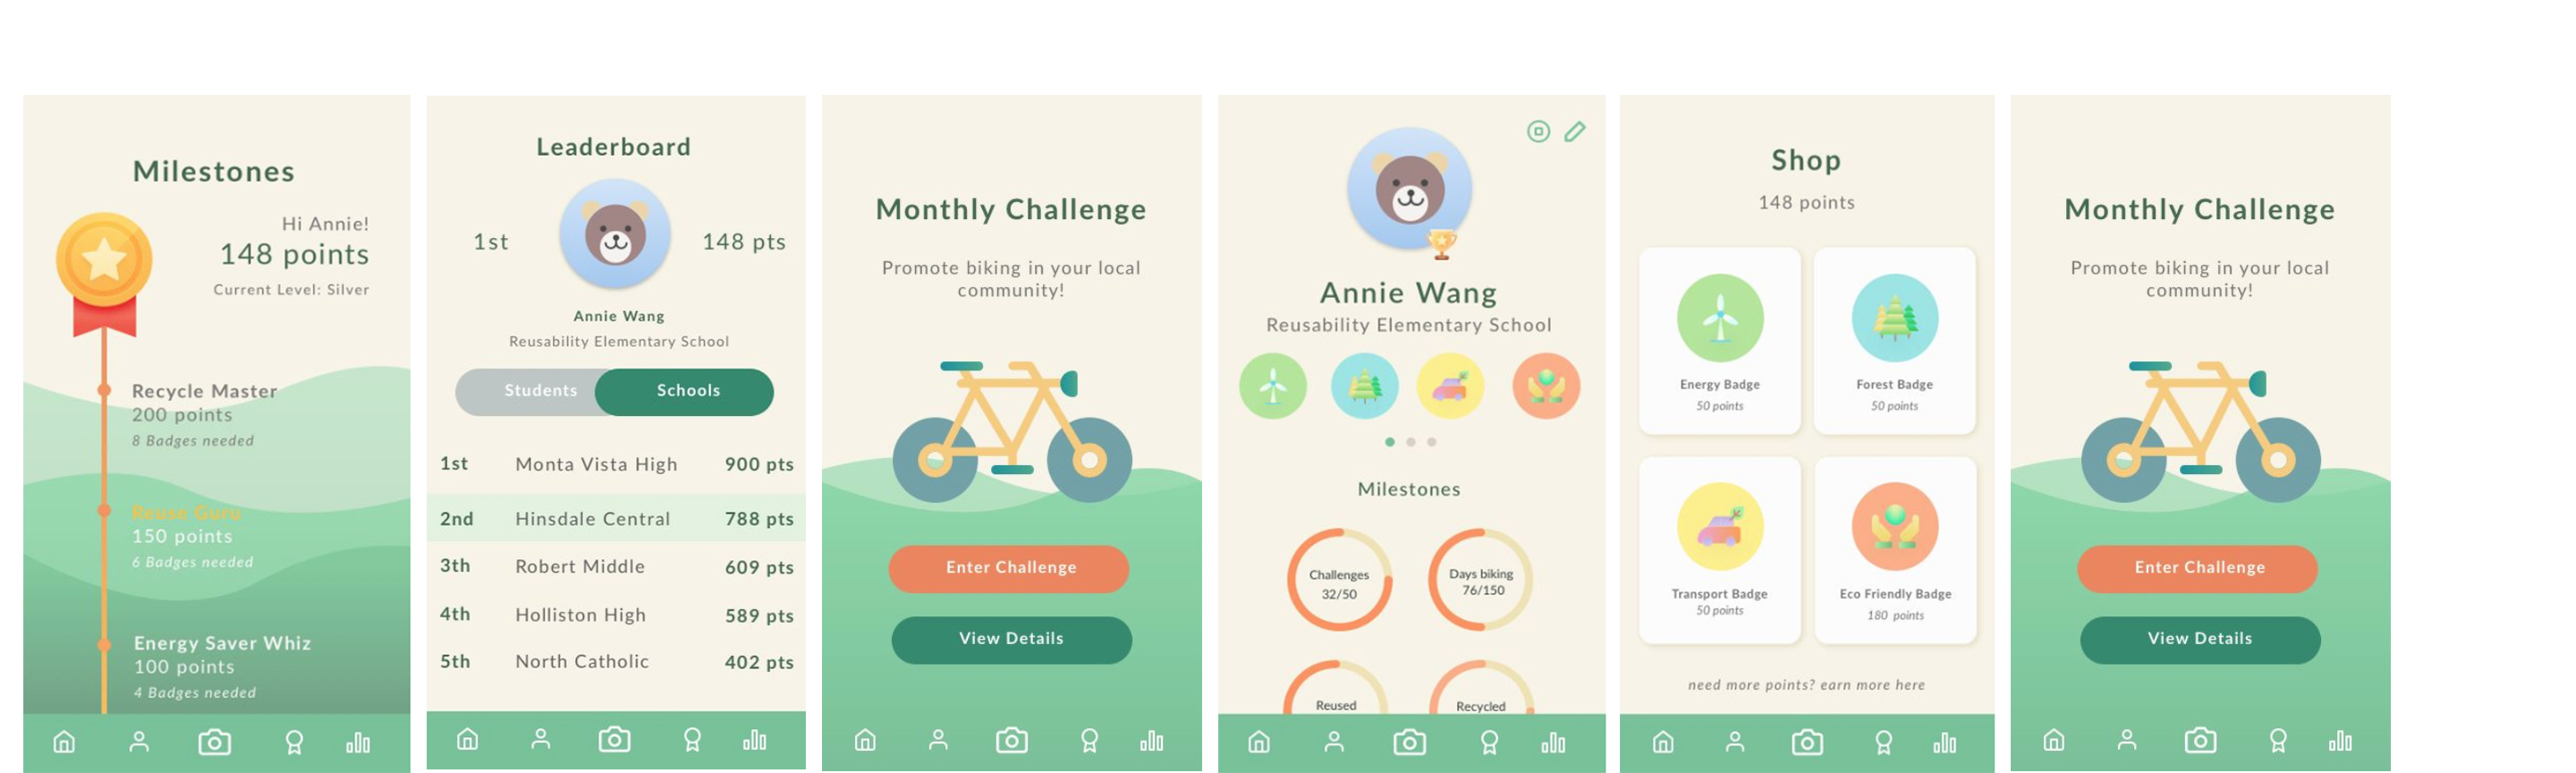 Milestones
Hi Annie!
148 points
Current Level: Silver
Recycle Master
200 points
8 Badges needed
Reuse Guru
150 points
6 Badges needed
Energy Saver Whiz
100 points
4 Badges needed
Leaderboard
1st
148 pts
Annie Wang
Reusability Elementary School
Students Schools
1st Monta Vista High 900 pts
2nd Hinsdale Central 788 pts
3th Robert Middle 609 pts
4th Holliston High 589 pts
5th North Catholic 402 pts
Monthly Challenge
Promote biking in your local
community!
Enter Challenge
View Details
Annie Wang
Reusability Elementary School
Milestones
Challenges
32/50
Days biking
76/150
Reused
Recycled
Shop
148 points
Energy Badge
50 points
Forest Badge
50 points
Transport Badge
50 points
Eco Friendly Badge
180 points
need more points? earn more here
Monthly Challenge
Promote biking in your local
community!
Enter Challenge
View Details